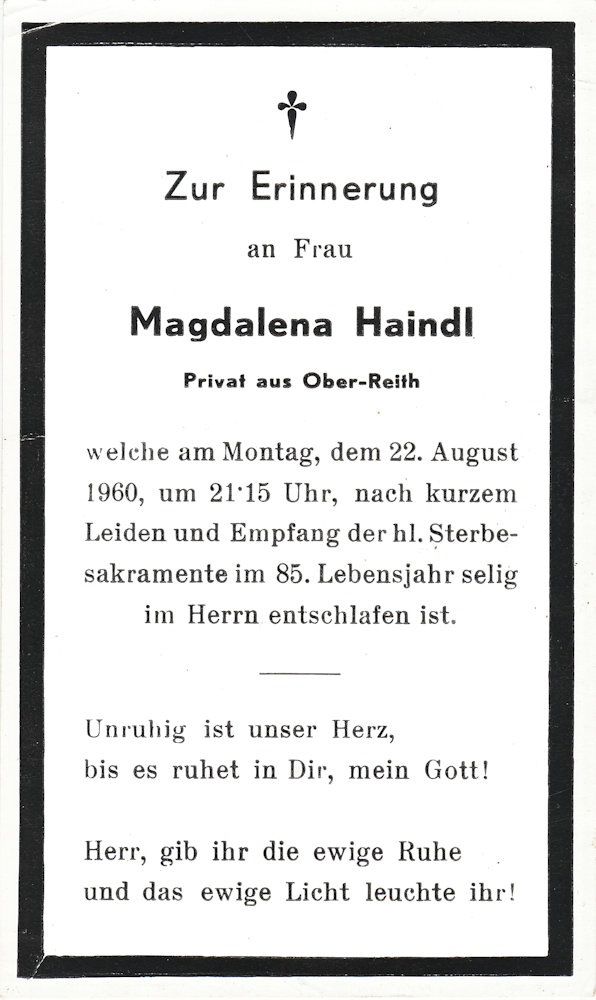 Zur Erinnerung
an Frau
Magdalena Haindl
Privat aus Ober-Reith
welche am Montag, dem 22. August
1960, um 21·15 Uhr, nach kurzem
Leiden und Empfang der hl. Sterbe-
sakramente im 85. Lebensjahr selig
im Herrn entschlafen ist.
Unruhig ist unser Herz,
bis es ruhet in Dir, mein Gott!
Herr, gib ihr die ewige Ruhe
und das ewige Licht leuchte ihr!